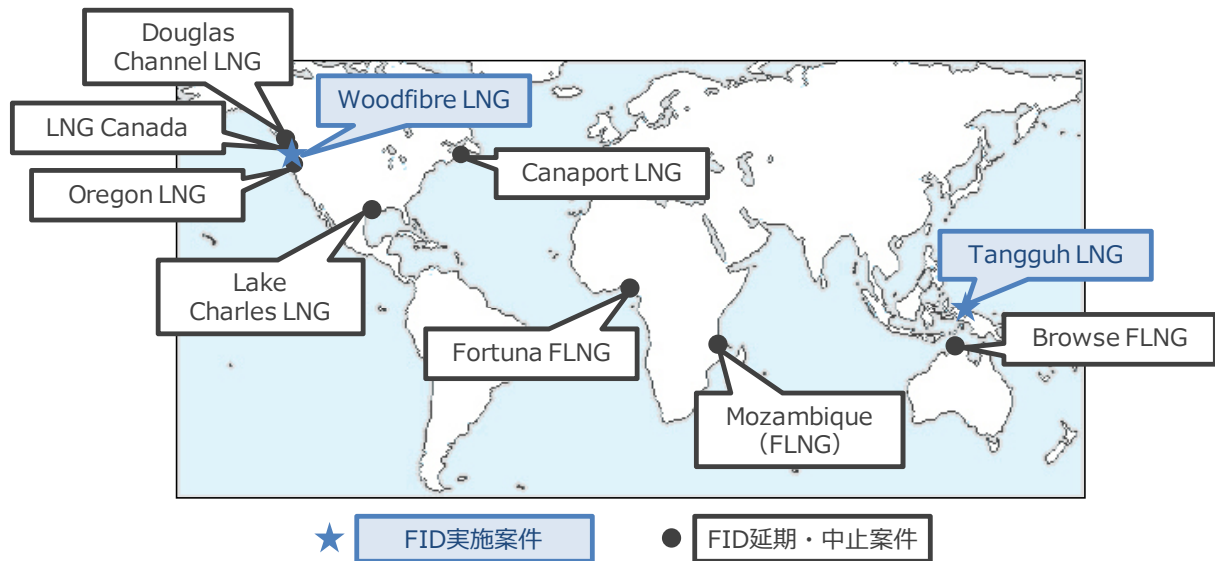 Douglas
Channel LNG
Woodfibre LNG
LNG Canada
Canaport LNG
Oregon LNG
Tangguh LNG
Lake
Charles LNG
Fortuna FLNG
Browse FLNG
Mozambique
（FLNG）
FID実施案件
FID延期・中止案件